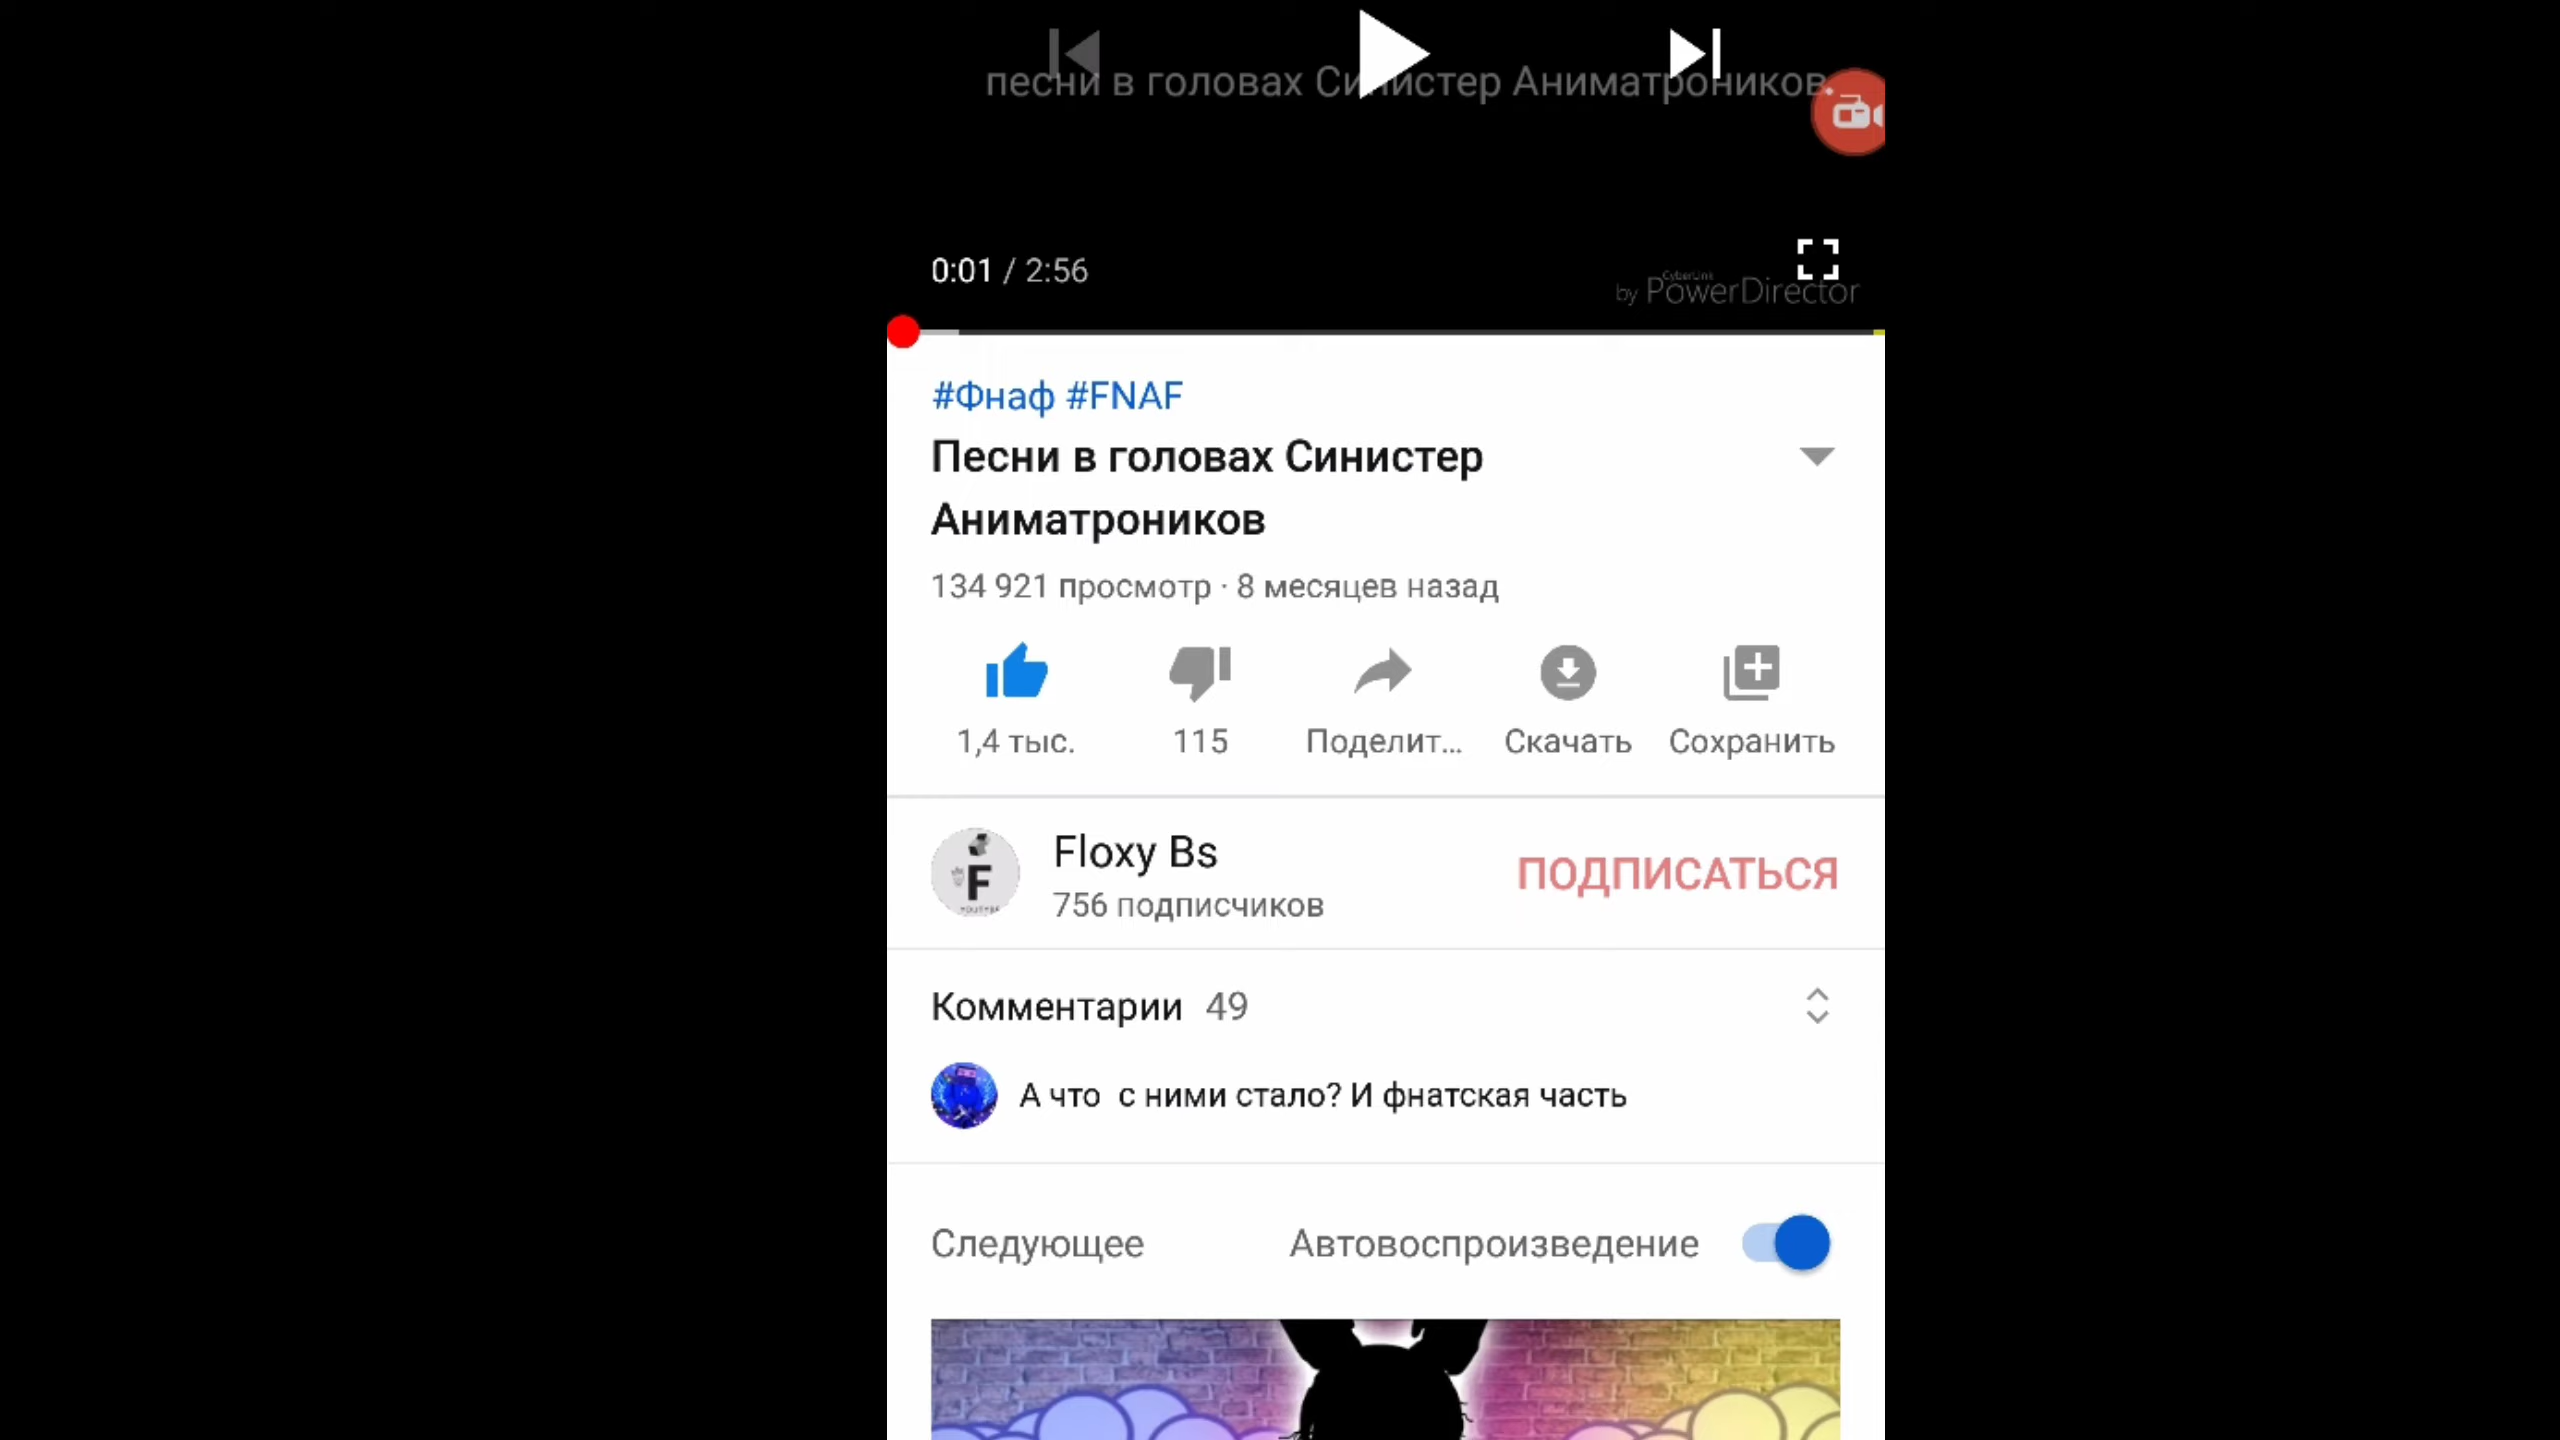 песни в головах Синистер Аниматроников.
0:01 / 2:56
CyberLink
by PowerDirector
#Фнаф #FNAF
Песни в головах Синистер
Аниматроников
134 921 просмотр · 8 месяцев назад
1,4 тыс.
115
Поделит...
Скачать
Сохранить
F
Floxy Bs
756 подписчиков
ПОДПИСАТЬСЯ
Комментарии 49
А что с ними стало? И фнатская часть
Следующее
Автовоспроизведение